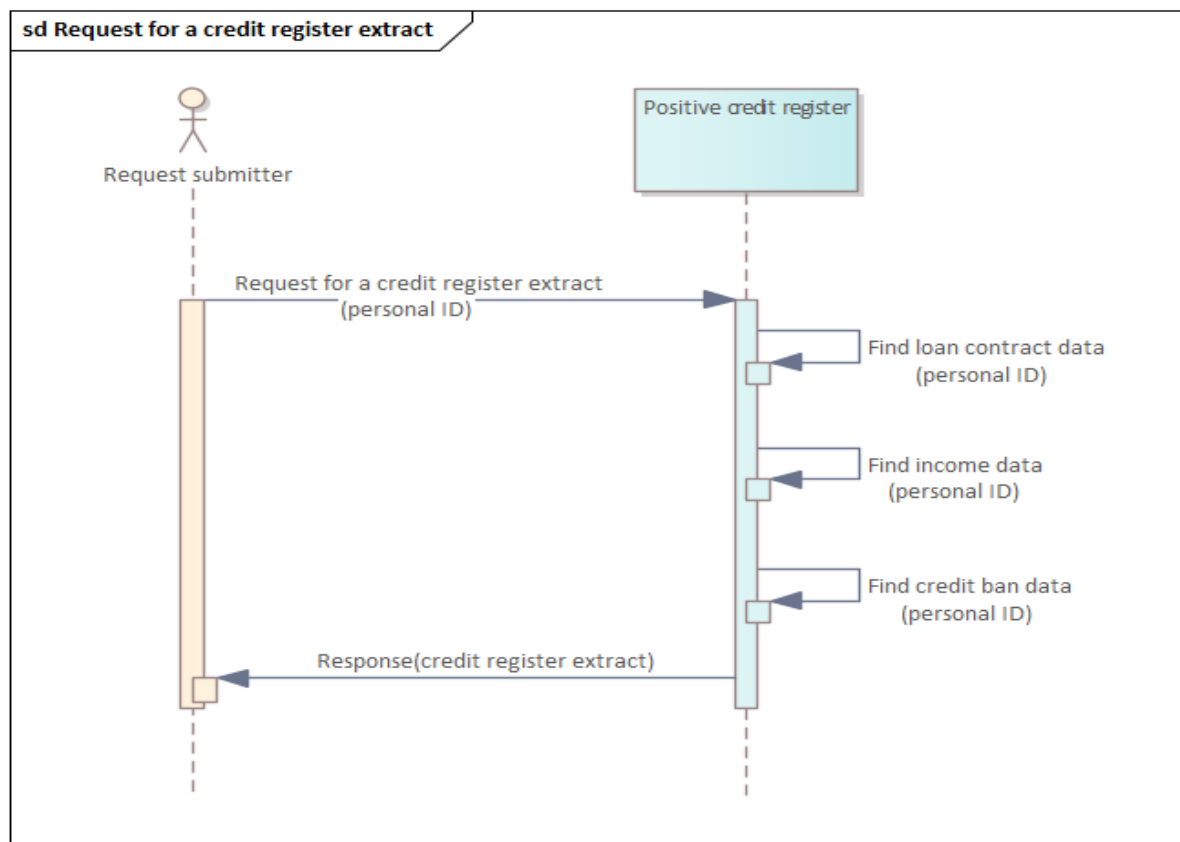 sd Request for a credit register extract
Request submitter
Positive credit register
Request for a credit register extract
(personal ID)
Find loan contract data
(personal ID)
Find income data
(personal ID)
Find credit ban data
(personal ID)
Response(credit register extract)